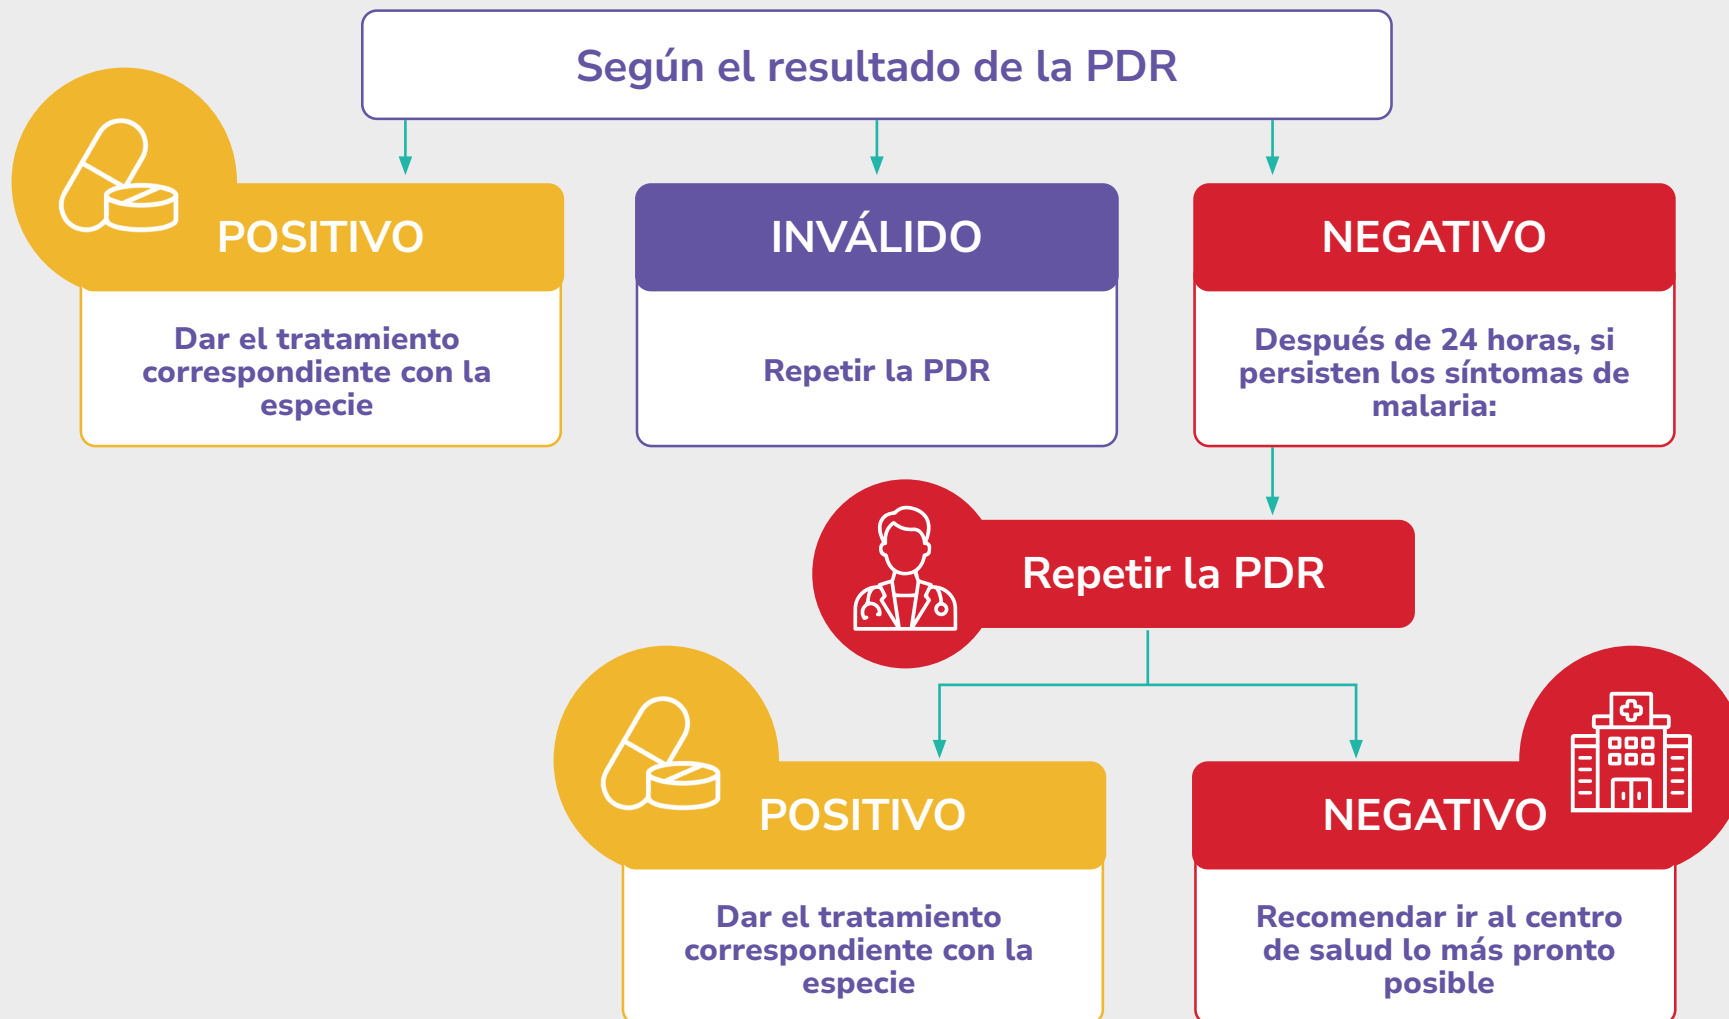 Según el resultado de la PDR
POSITIVO
Dar el tratamiento
correspondiente con la
especie
INVÁLIDO
Repetir la PDR
NEGATIVO
Después de 24 horas, si
persisten los síntomas de
malaria:
Repetir la PDR
POSITIVO
Dar el tratamiento
correspondiente con la
especie
NEGATIVO
Recomendar ir al centro
de salud lo más pronto
posible